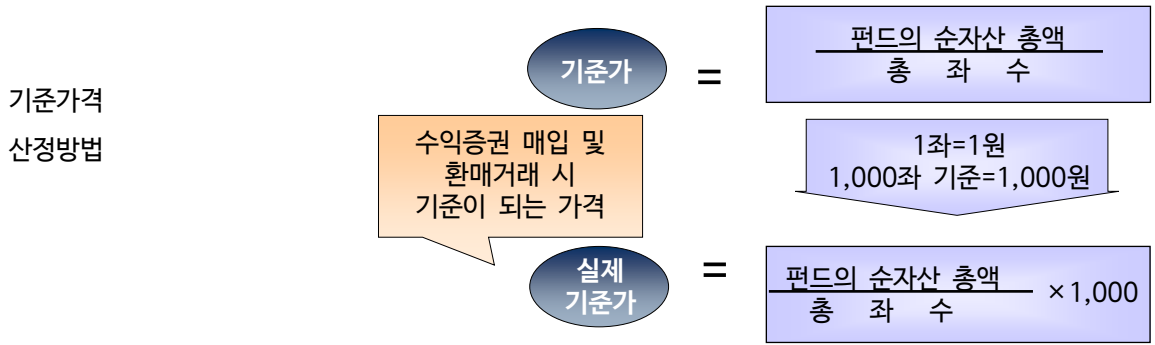 기준가격
산정방법
기준가
=
펀드의 순자산 총액
총 좌 수
수익증권 매입 및
환매거래 시
기준이 되는 가격
1좌=1원
1,000좌 기준=1,000원
실제
기준가
=
펀드의 순자산 총액
총 좌 수
×1,000